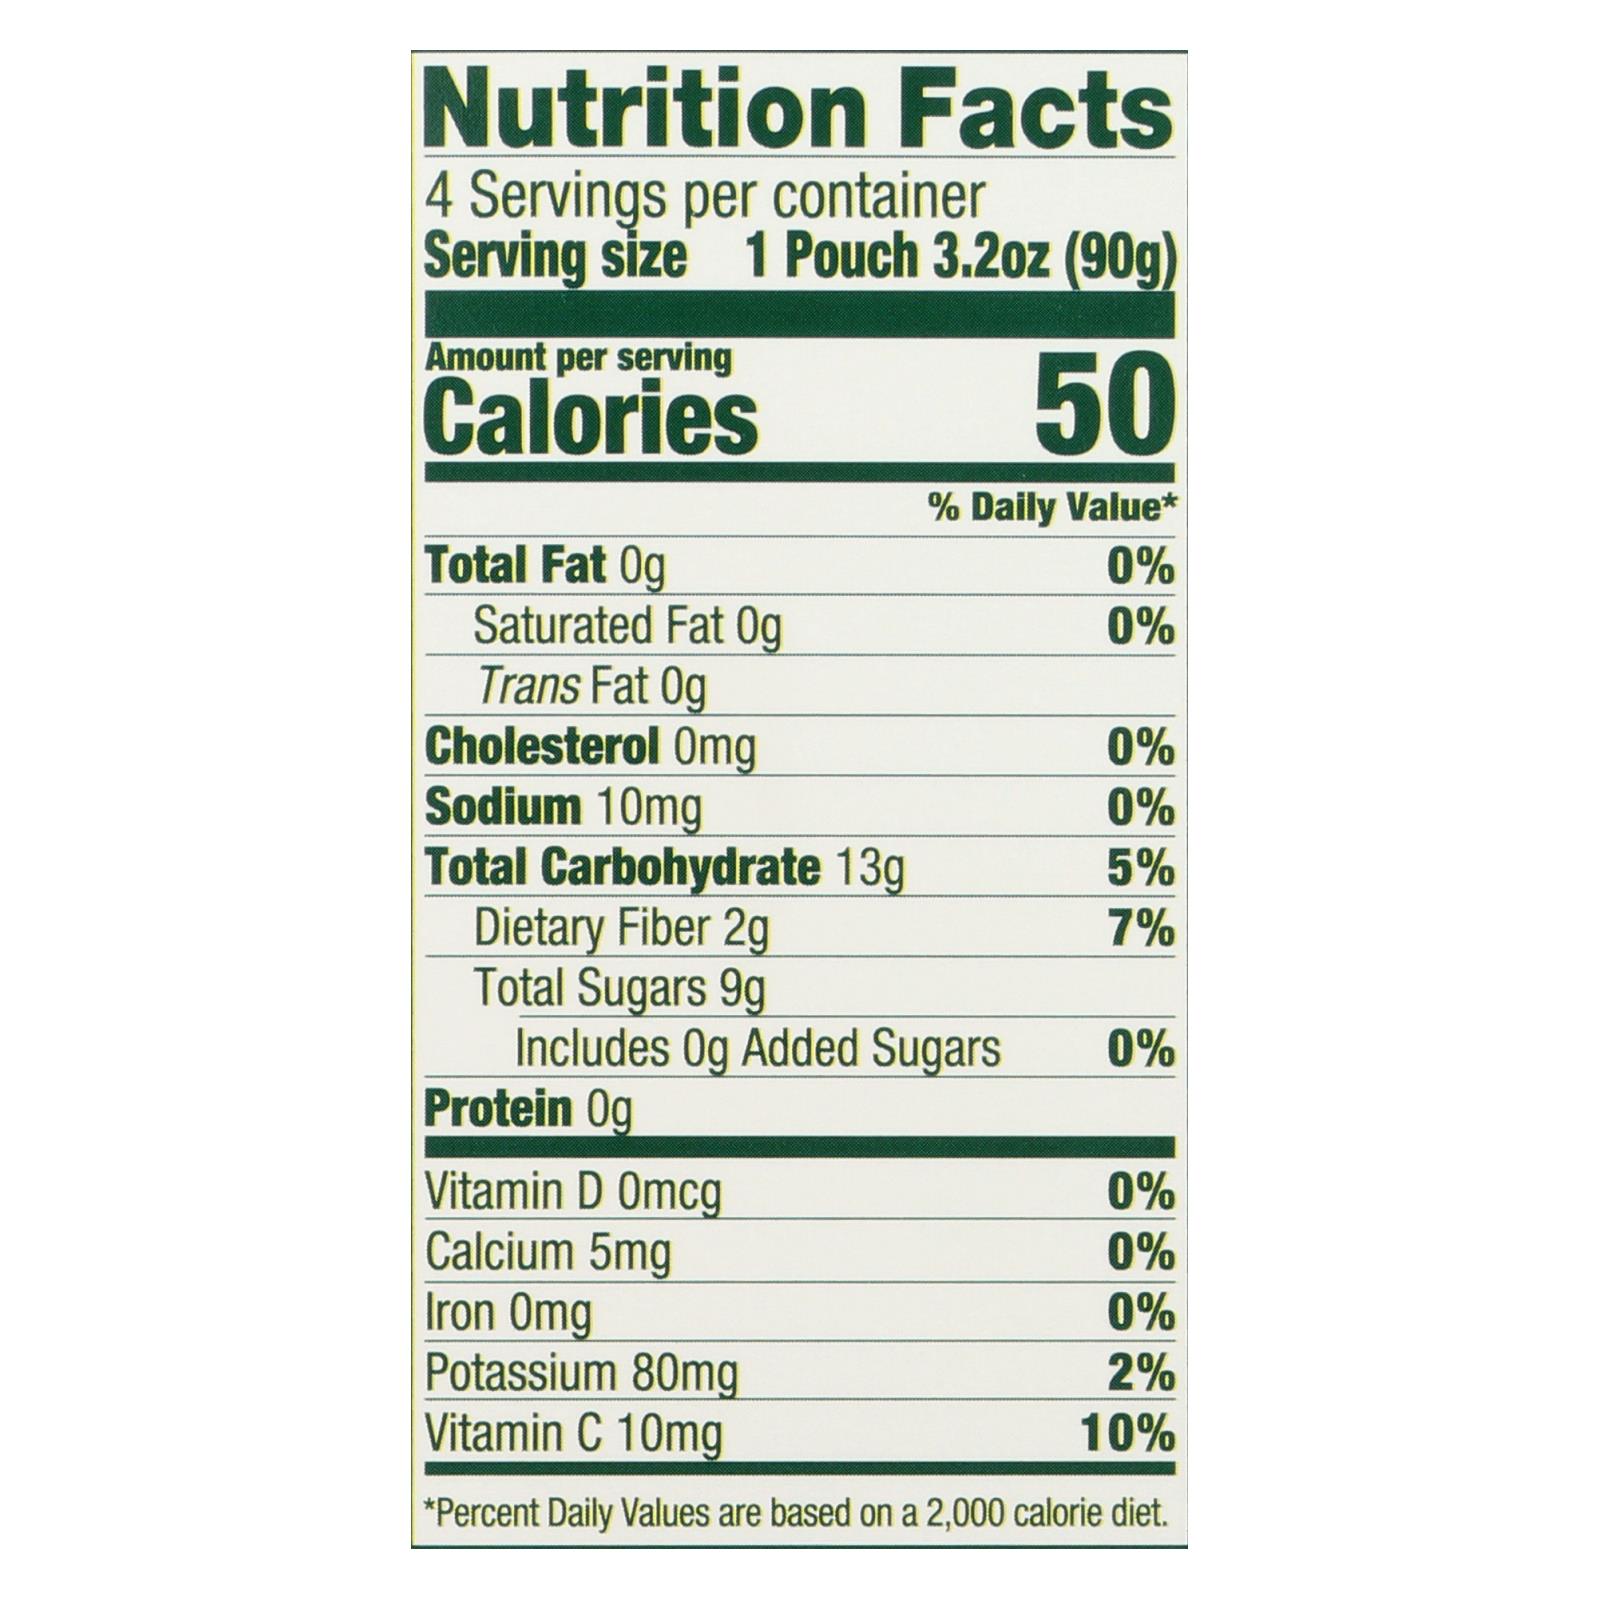 Nutrition Facts
4 Servings per container
Serving size 1 Pouch 3.2oz (90g)
Amount per serving
Calories 50
% Daily Value*
Total Fat 0g 0%
Saturated Fat 0g 0%
Trans Fat 0g
Cholesterol 0mg 0%
Sodium 10mg 0%
Total Carbohydrate 13g 5%
Dietary Fiber 2g 7%
Total Sugars 9g
Includes 0g Added Sugars 0%
Protein 0g
Vitamin D 0mcg 0%
Calcium 5mg 0%
Iron 0mg 0%
Potassium 80mg 2%
Vitamin C 10mg 10%
*Percent Daily Values are based on a 2,000 calorie diet.